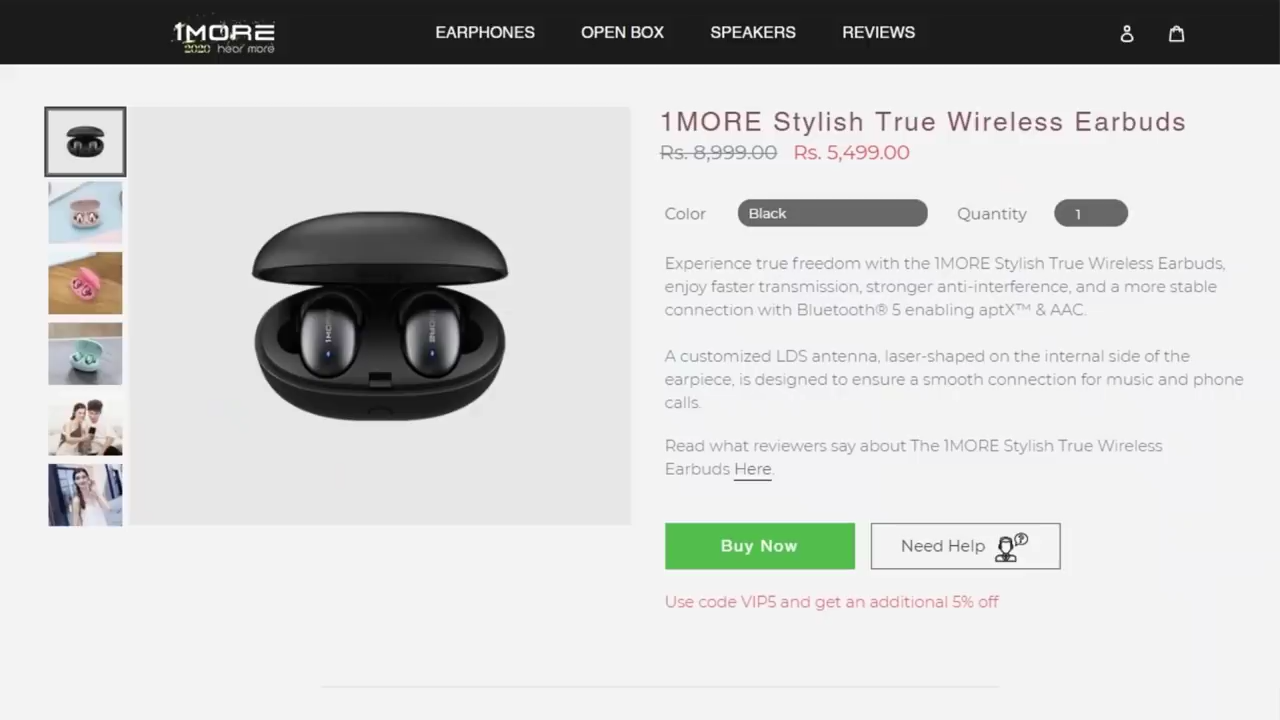 1MORE
2020 hear more
EARPHONES
OPEN BOX
SPEAKERS
REVIEWS
1MORE Stylish True Wireless Earbuds
Rs. 8,999.00 Rs. 5,499.00
Color Black Quantity 1
Experience true freedom with the 1MORE Stylish True Wireless Earbuds,
enjoy faster transmission, stronger anti-interference, and a more stable
connection with Bluetooth® 5 enabling aptX™ & AAC.
A customized LDS antenna, laser-shaped on the internal side of the
earpiece, is designed to ensure a smooth connection for music and phone
calls.
Read what reviewers say about The 1MORE Stylish True Wireless
Earbuds Here.
Buy Now
Need Help
?
Use code VIP5 and get an additional 5% off
1MORE
1MORE